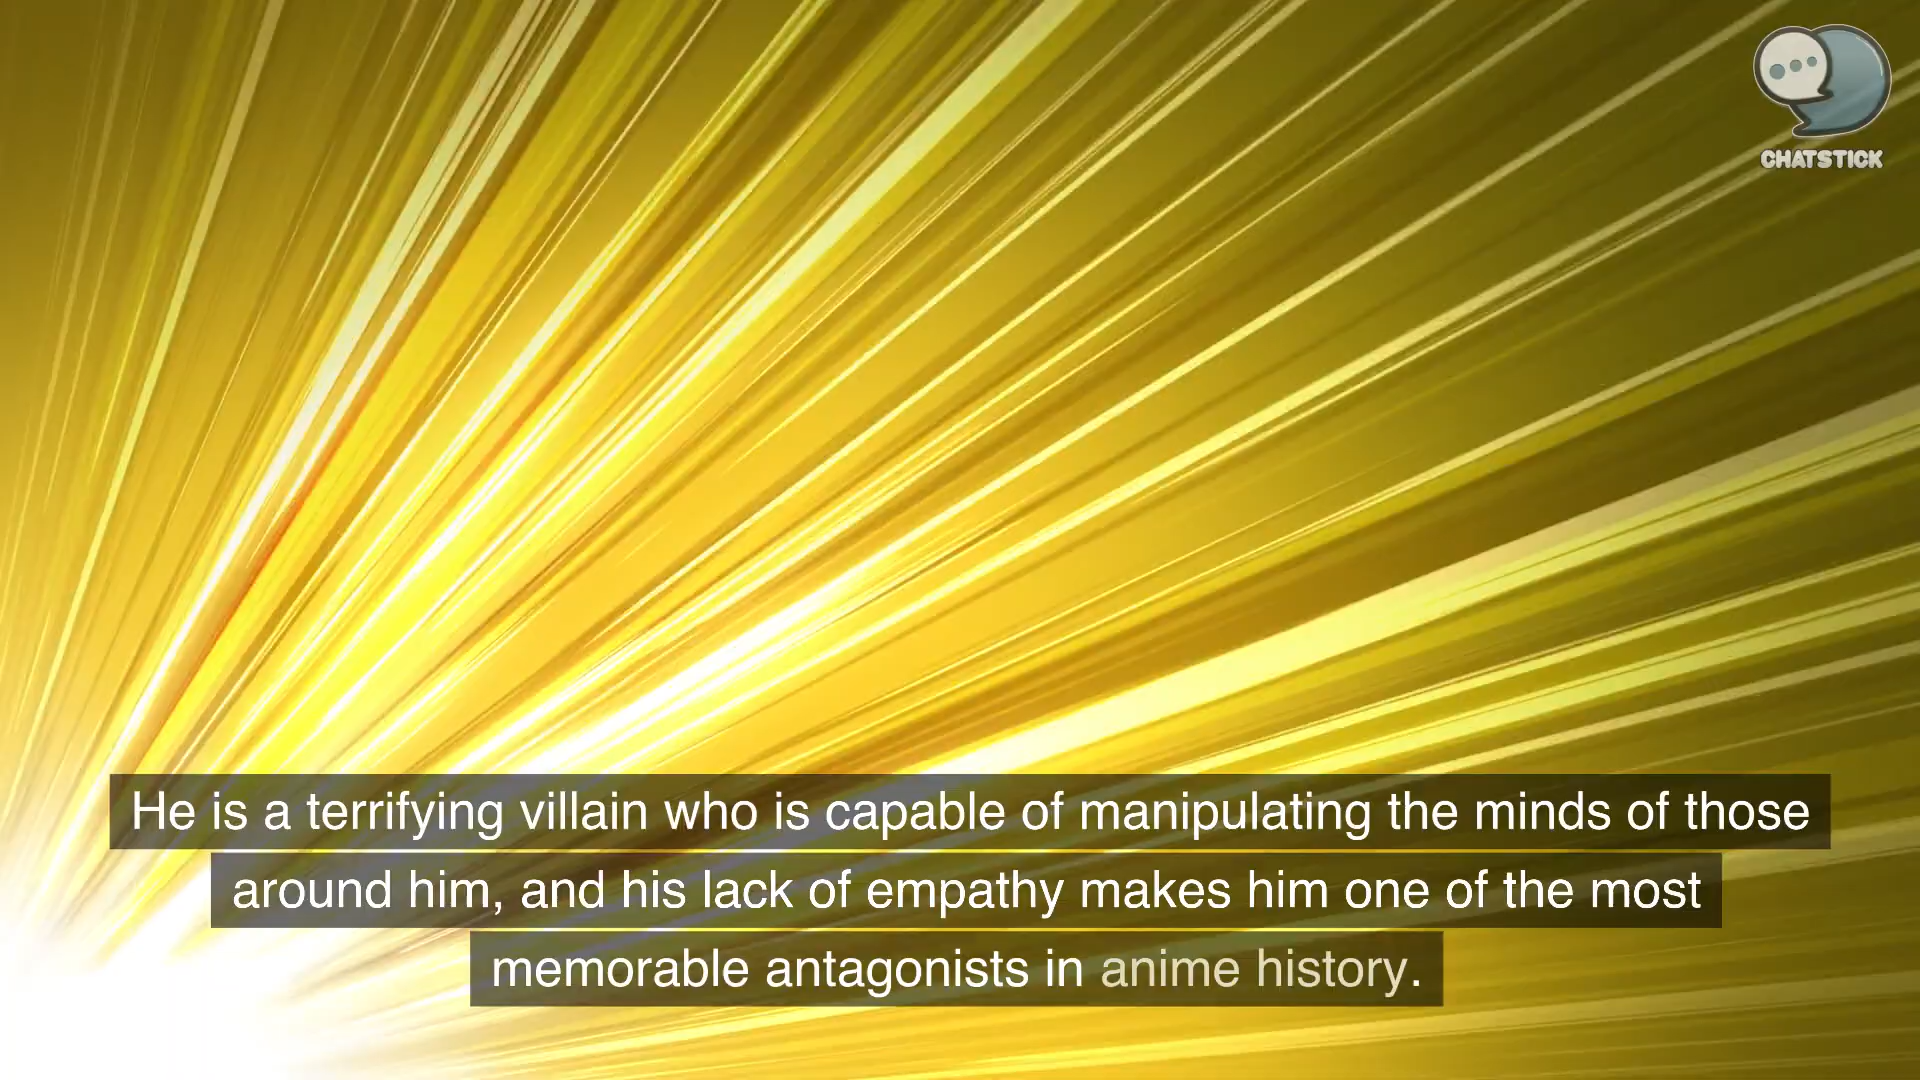 CHATSTICK
He is a terrifying villain who is capable of manipulating the minds of those
around him, and his lack of empathy makes him one of the most
memorable antagonists in anime history.